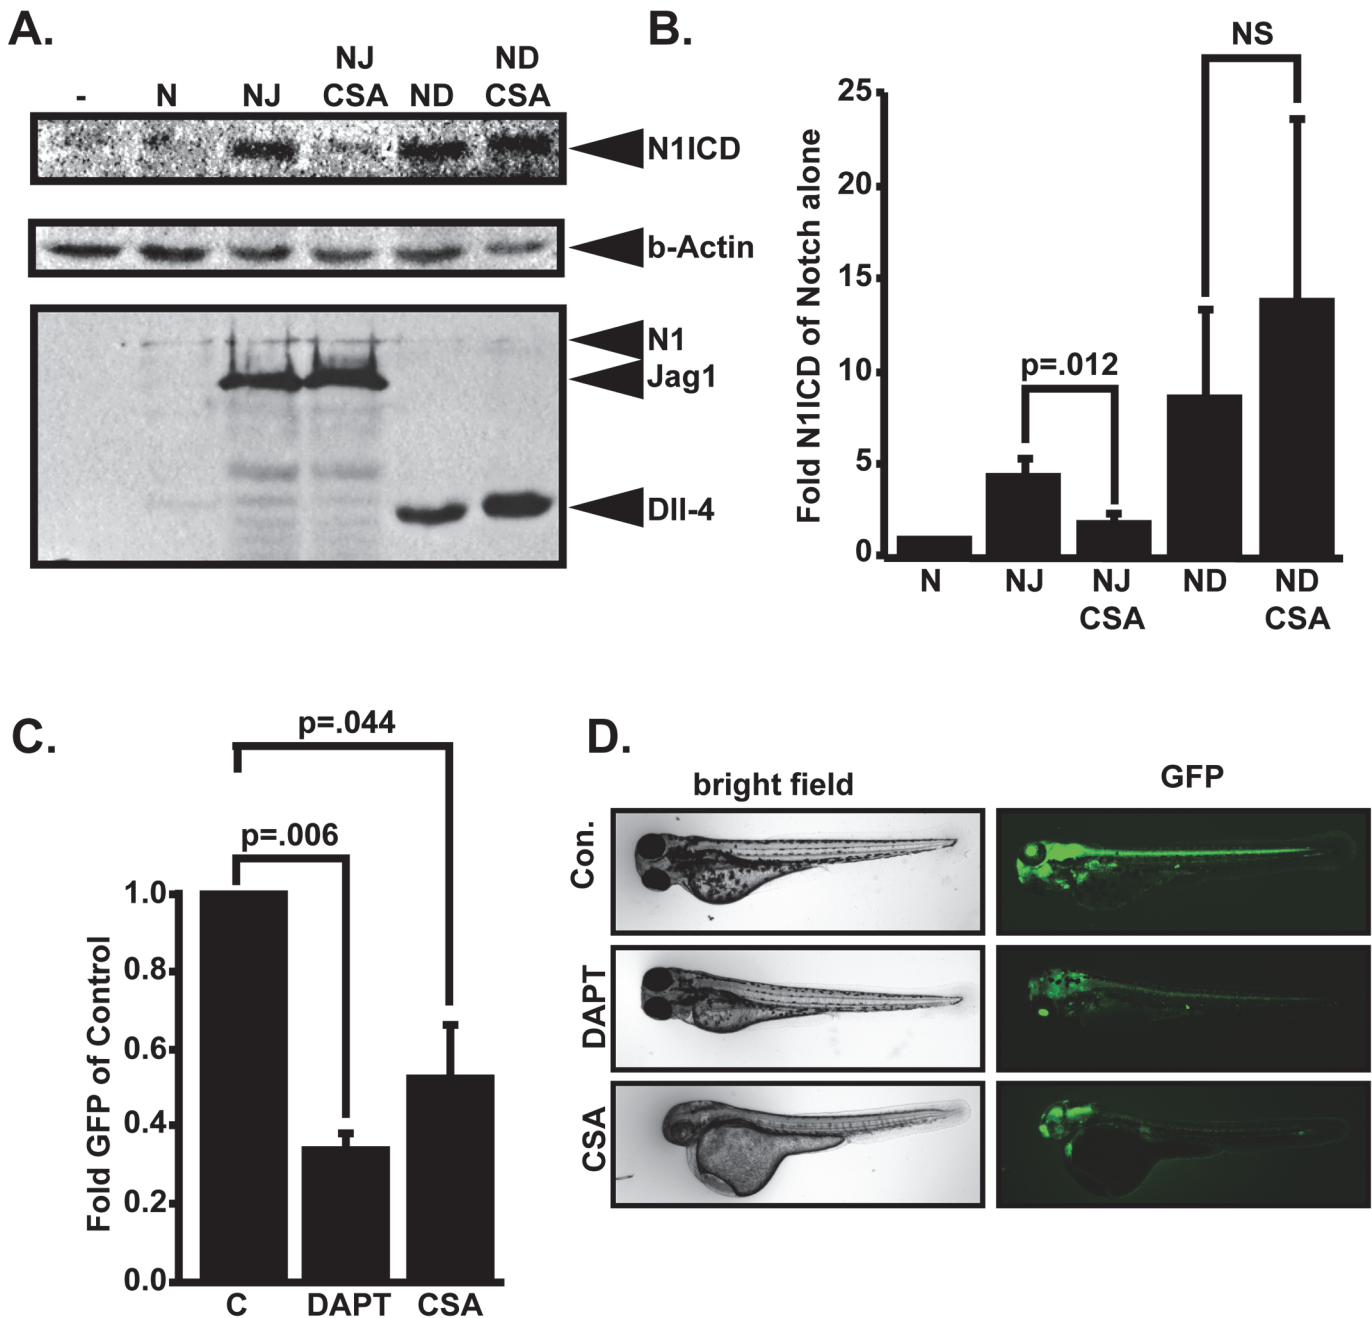 A.
- N NJ NJ CSA ND ND CSA
N1ICD
b-Actin
N1
Jag1
Dll-4
B.
Fold N1ICD of Notch alone
25
20
15
10
5
0
NS
p=.012
N NJ NJ CSA ND ND CSA
C.
p=.044
p=.006
Fold GFP of Control
1.0
0.8
0.6
0.4
0.2
0.0
C DAPT CSA
D.
bright field GFP
Con.
DAPT
CSA